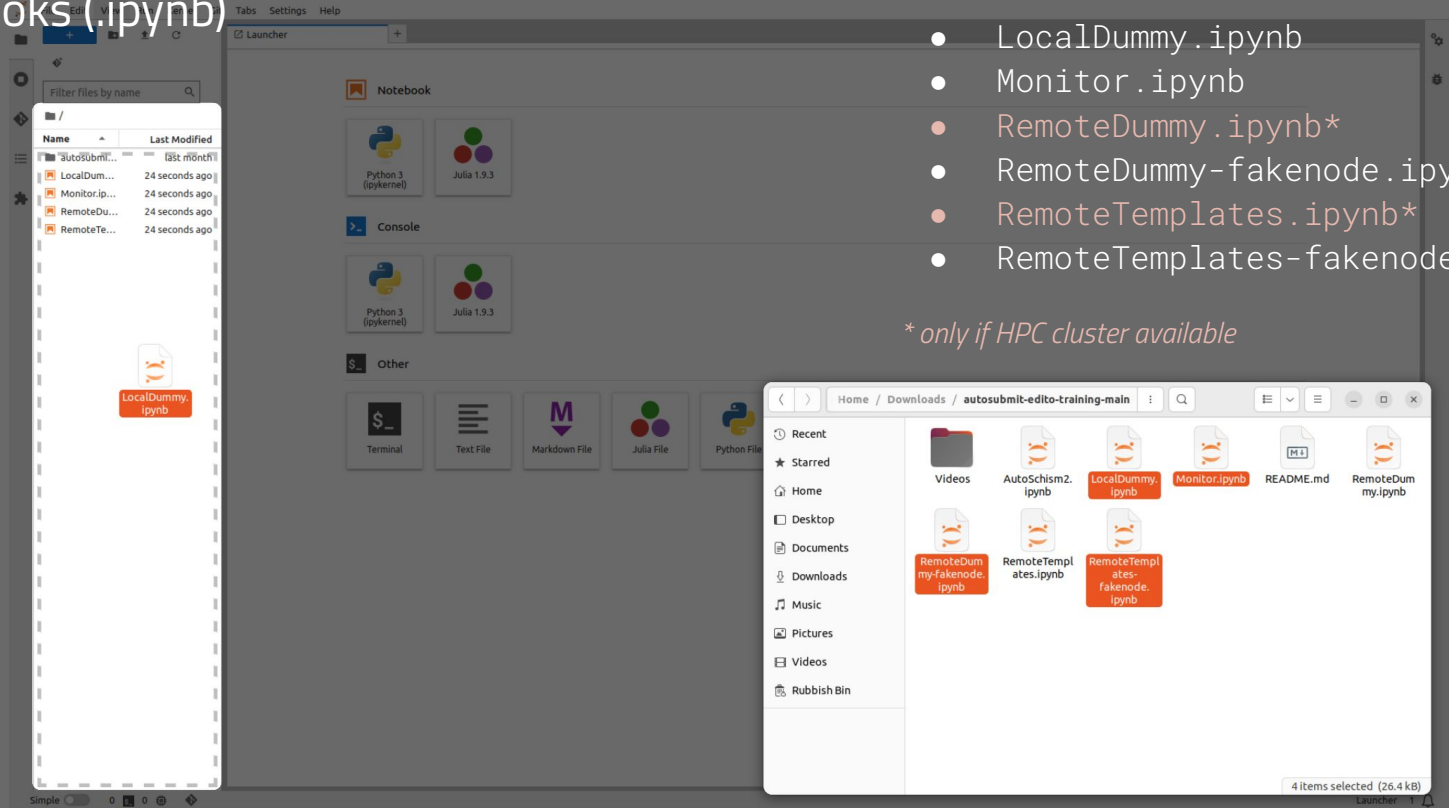 oks (.ipynb)
Tabs Settings Help
Launcher
Filter files by name
/
Name Last Modified
autosubmi... last month
LocalDum... 24 seconds ago
Monitor.ip... 24 seconds ago
RemoteDu... 24 seconds ago
RemoteTe... 24 seconds ago
LocalDummy.
ipynb
Notebook
Python 3
(ipykernel)
Julia 1.9.3
Console
Python 3
(ipykernel)
Julia 1.9.3
$_ Other
Terminal
Text File
Markdown File
Julia File
Python File
● LocalDummy.ipynb
● Monitor.ipynb
● RemoteDummy.ipynb*
● RemoteDummy-fakenode.ipy
● RemoteTemplates.ipynb*
● RemoteTemplates-fakenode
* only if HPC cluster available
Home / Downloads / autosubmit-edito-training-main
Recent
Starred
Home
Desktop
Documents
Downloads
Music
Pictures
Videos
Rubbish Bin
Videos
AutoSchism2.
ipynb
LocalDummy.
ipynb
Monitor.ipynb
README.md
RemoteDum
my.ipynb
RemoteDum
my-fakenode.
ipynb
RemoteTempl
ates.ipynb
RemoteTempl
ates-
fakenode.
ipynb
4 items selected (26.4 kB)
Simple 0 0
Launcher 1